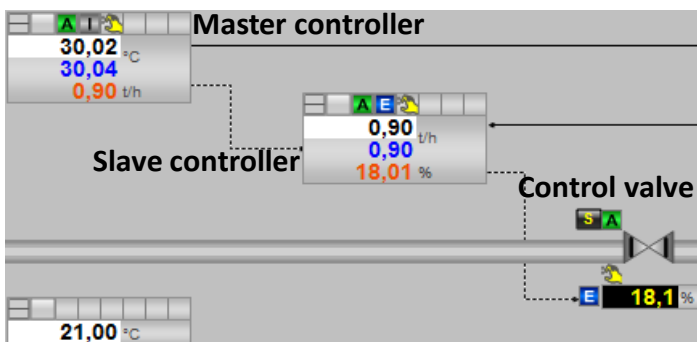 A I Master controller
30,02 °C
30,04
0,90 t/h
A E
0,90 t/h
0,90
Slave controller
18,01 %
Control valve
S A
E 18,1 %
21,00 °C